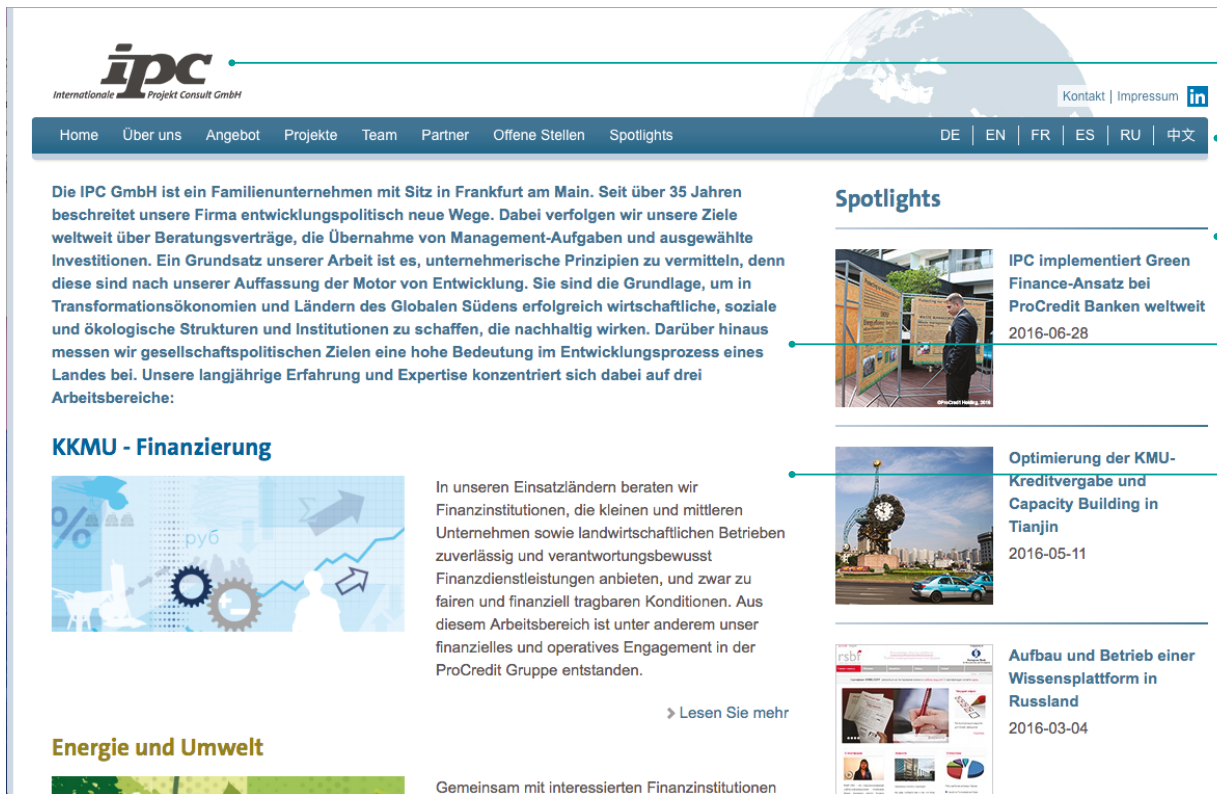 ipc
Internationale Projekt Consult GmbH
Kontakt | Impressum in
Home Über uns Angebot Projekte Team Partner Offene Stellen Spotlights
DE | EN | FR | ES | RU | 中文
Die IPC GmbH ist ein Familienunternehmen mit Sitz in Frankfurt am Main. Seit über 35 Jahren
beschreitet unsere Firma entwicklungspolitisch neue Wege. Dabei verfolgen wir unsere Ziele
weltweit über Beratungsverträge, die Übernahme von Management-Aufgaben und ausgewählte
Investitionen. Ein Grundsatz unserer Arbeit ist es, unternehmerische Prinzipien zu vermitteln, denn
diese sind nach unserer Auffassung der Motor von Entwicklung. Sie sind die Grundlage, um in
Transformationsökonomien und Ländern des Globalen Südens erfolgreich wirtschaftliche, soziale
und ökologische Strukturen und Institutionen zu schaffen, die nachhaltig wirken. Darüber hinaus
messen wir gesellschaftspolitischen Zielen eine hohe Bedeutung im Entwicklungsprozess eines
Landes bei. Unsere langjährige Erfahrung und Expertise konzentriert sich dabei auf drei
Arbeitsbereiche:
KKMU - Finanzierung
%
руб
Σ
In unseren Einsatzländern beraten wir
Finanzinstitutionen, die kleinen und mittleren
Unternehmen sowie landwirtschaftlichen Betrieben
zuverlässig und verantwortungsbewusst
Finanzdienstleistungen anbieten, und zwar zu
fairen und finanziell tragbaren Konditionen. Aus
diesem Arbeitsbereich ist unter anderem unser
finanzielles und operatives Engagement in der
ProCredit Gruppe entstanden.
Lesen Sie mehr
Energie und Umwelt
Gemeinsam mit interessierten Finanzinstitutionen
Spotlights
©ProCredit Holding, 2016
IPC implementiert Green
Finance-Ansatz bei
ProCredit Banken weltweit
2016-06-28
Optimierung der KMU-
Kreditvergabe und
Capacity Building in
Tianjin
2016-05-11
rsbf
Aufbau und Betrieb einer
Wissensplattform in
Russland
2016-03-04